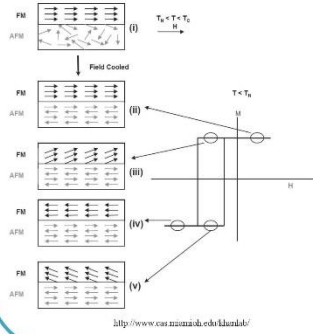 FM
AFM
(i)
T_N < T < T_C
H
Field Cooled
FM
AFM
(ii)
T < T_N
M
FM
AFM
(iii)
H
FM
AFM
(iv)
FM
AFM
(v)
http://www.cas.miamioh.edu/khanlab/